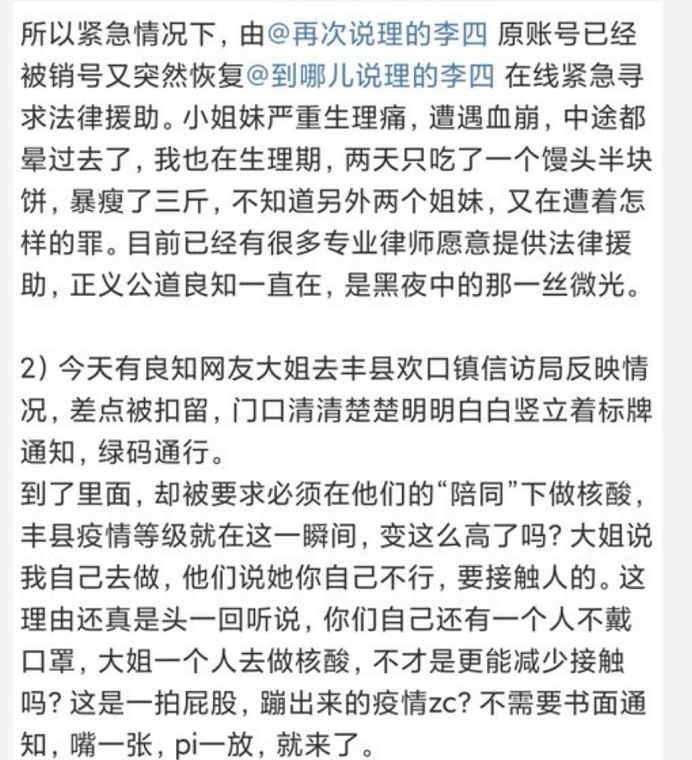 所以紧急情况下, 由@再次说理的李四 原账号已经
被销号又突然恢复@到哪儿说理的李四 在线紧急寻
求法律援助。小姐妹严重生理痛, 遭遇血崩, 中途都
晕过去了, 我也在生理期, 两天只吃了一个馒头半块
饼, 暴瘦了三斤, 不知道另外两个姐妹, 又在遭着怎
样的罪。目前已经有很多专业律师愿意提供法律援
助, 正义公道良知一直在, 是黑夜中的那一丝微光。
2) 今天有良知网友大姐去丰县欢口镇信访局反映情
况, 差点被扣留, 门口清清楚楚明明白白竖立着标牌
通知, 绿码通行。
到了里面, 却被要求必须在他们的“陪同”下做核酸,
丰县疫情等级就在这一瞬间, 变这么高了吗? 大姐说
我自己去做, 他们说她你自己不行, 要接触人的。这
理由还真是头一回听说, 你们自己还有一个人不戴
口罩, 大姐一个人去做核酸, 不才是更能减少接触
吗? 这是一拍屁股, 蹦出来的疫情zc? 不需要书面通
知, 嘴一张, pi一放, 就来了。